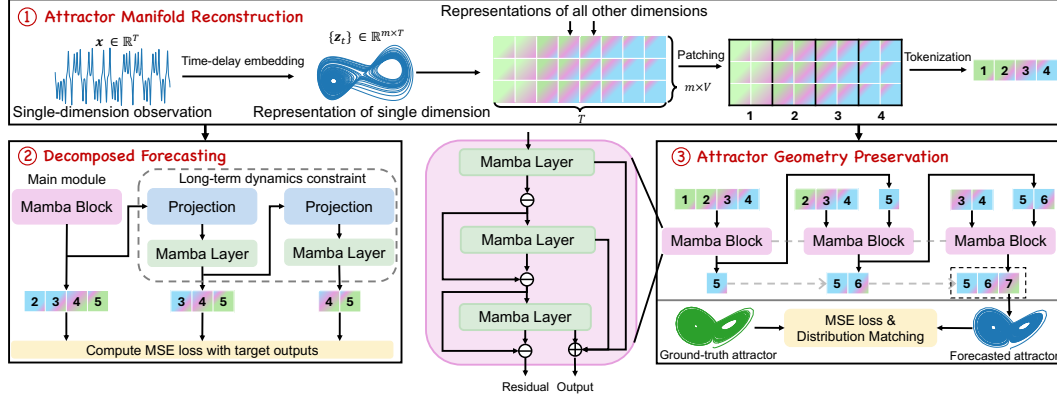 ① Attractor Manifold Reconstruction
x ∈ ℝ^T
Time-delay embedding
Single-dimension observation
{z_t} ∈ ℝ^{m×T}
Representation of single dimension
Representations of all other dimensions
T
m×V
Patching
1 2 3 4
Tokenization
1 2 3 4
② Decomposed Forecasting
Main module
Long-term dynamics constraint
Mamba Block
Projection
Projection
Mamba Layer
Mamba Layer
2 3 4 5
3 4 5
4 5
Compute MSE loss with target outputs
Mamba Layer
Mamba Layer
Mamba Layer
Residual
Output
③ Attractor Geometry Preservation
1 2 3 4
2 3 4
5
3 4
5 6
Mamba Block
Mamba Block
Mamba Block
5
5 6
5 6 7
Ground-truth attractor
MSE loss &
Distribution Matching
Forecasted attractor